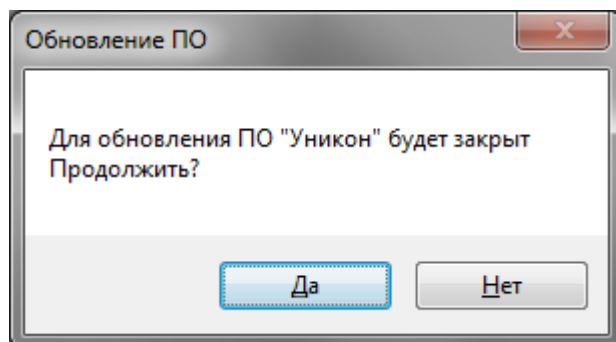 Обновление ПО
Для обновления ПО "Уникон" будет закрыт
Продолжить?
Да
Нет